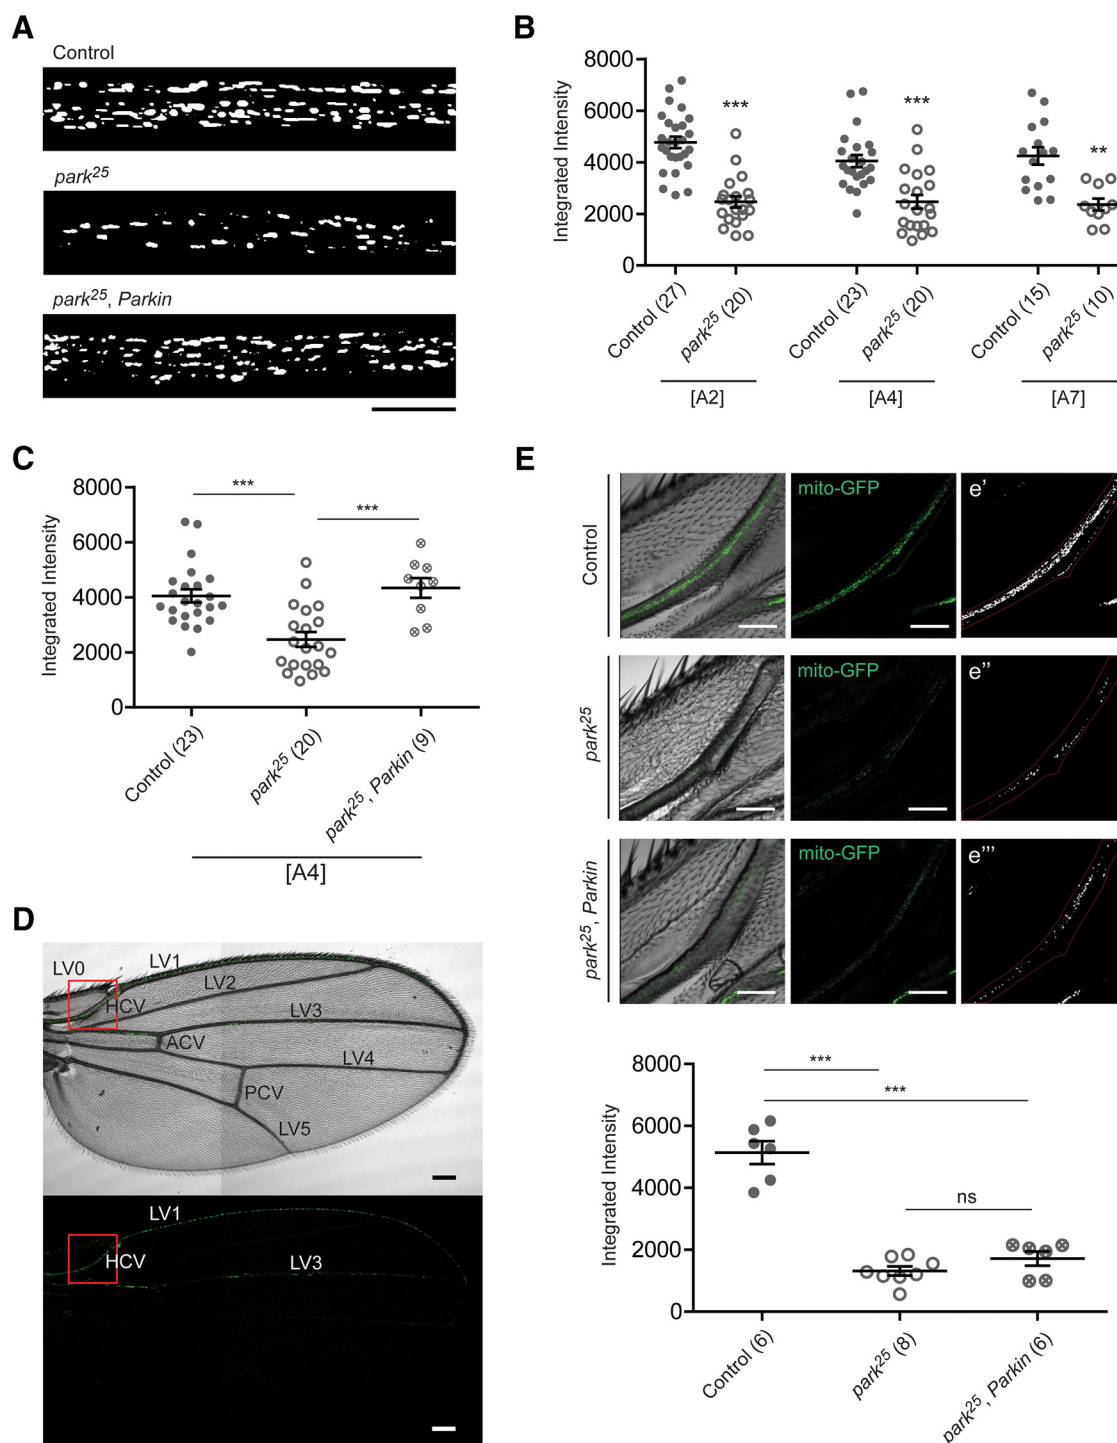 A
Control
park25
park25, Parkin
B
Integrated Intensity
8000
6000
4000
2000
0
***
***
**
Control (27)
park25 (20)
Control (23)
park25 (20)
Control (15)
park25 (10)
[A2]
[A4]
[A7]
C
Integrated Intensity
8000
6000
4000
2000
0
***
***
Control (23)
park25 (20)
park25, Parkin (9)
[A4]
D
LV0
LV1
LV2
HCV
LV3
ACV
LV4
PCV
LV5
LV1
HCV
LV3
E
Control
mito-GFP
e’
park25
mito-GFP
e’’
park25, Parkin
mito-GFP
e’’’
Integrated Intensity
8000
6000
4000
2000
0
***
***
ns
Control (6)
park25 (8)
park25, Parkin (6)